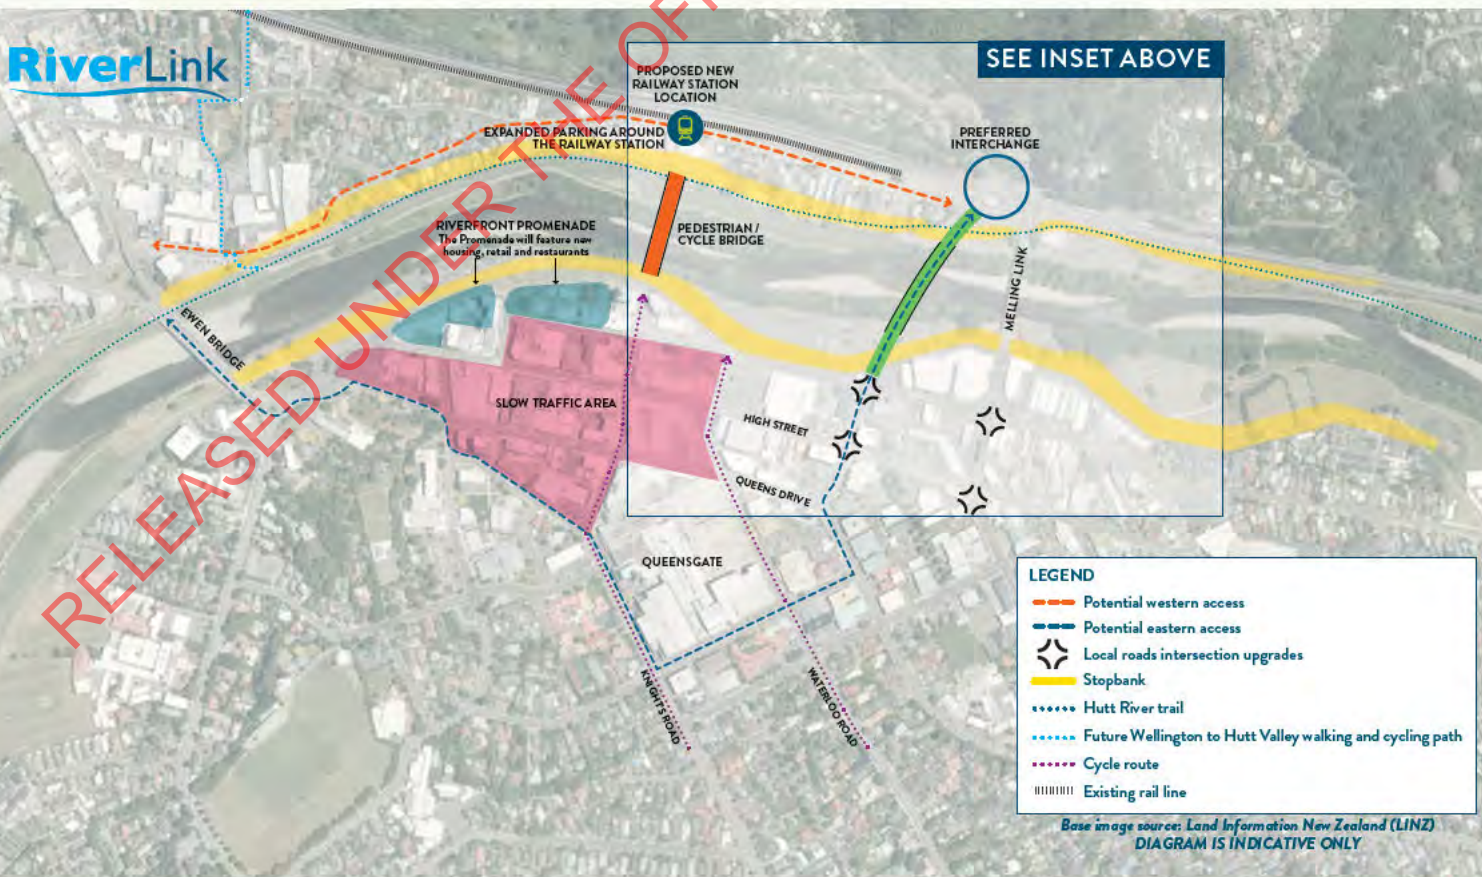 RiverLink
SEE INSET ABOVE
PROPOSED NEW
RAILWAY STATION
LOCATION
EXPANDED PARKING AROUND
THE RAILWAY STATION
PREFERRED
INTERCHANGE
RIVERFRONT PROMENADE
The Promenade will feature new
housing, retail and restaurants
PEDESTRIAN /
CYCLE BRIDGE
MELLING LINK
EWEN BRIDGE
SLOW TRAFFIC AREA
HIGH STREET
QUEENS DRIVE
QUEENSGATE
KNIGHTS ROAD
WATERLOO ROAD
RELEASED UNDER THE OF
LEGEND
Potential western access
Potential eastern access
Local roads intersection upgrades
Stopbank
Hutt River trail
Future Wellington to Hutt Valley walking and cycling path
Cycle route
Existing rail line
Base image source: Land Information New Zealand (LINZ)
DIAGRAM IS INDICATIVE ONLY